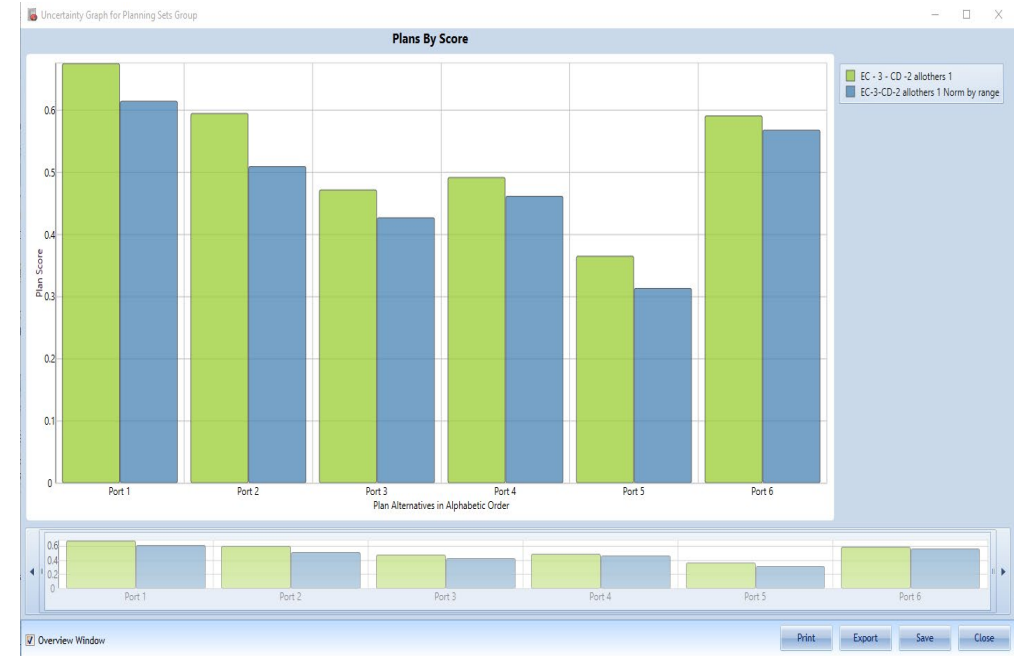 Uncertainty Graph for Planning Sets Group
Plans By Score
EC - 3 - CD -2 allothers 1
EC-3-CD-2 allothers 1 Norm by range
Plan Score
0.6
0.5
0.4
0.3
0.2
0.1
0
Port 1 Port 2 Port 3 Port 4 Port 5 Port 6
Plan Alternatives in Alphabetic Order
0.6
0.4
0.2
0
Port 1 Port 2 Port 3 Port 4 Port 5 Port 6
Overview Window
Print Export Save Close